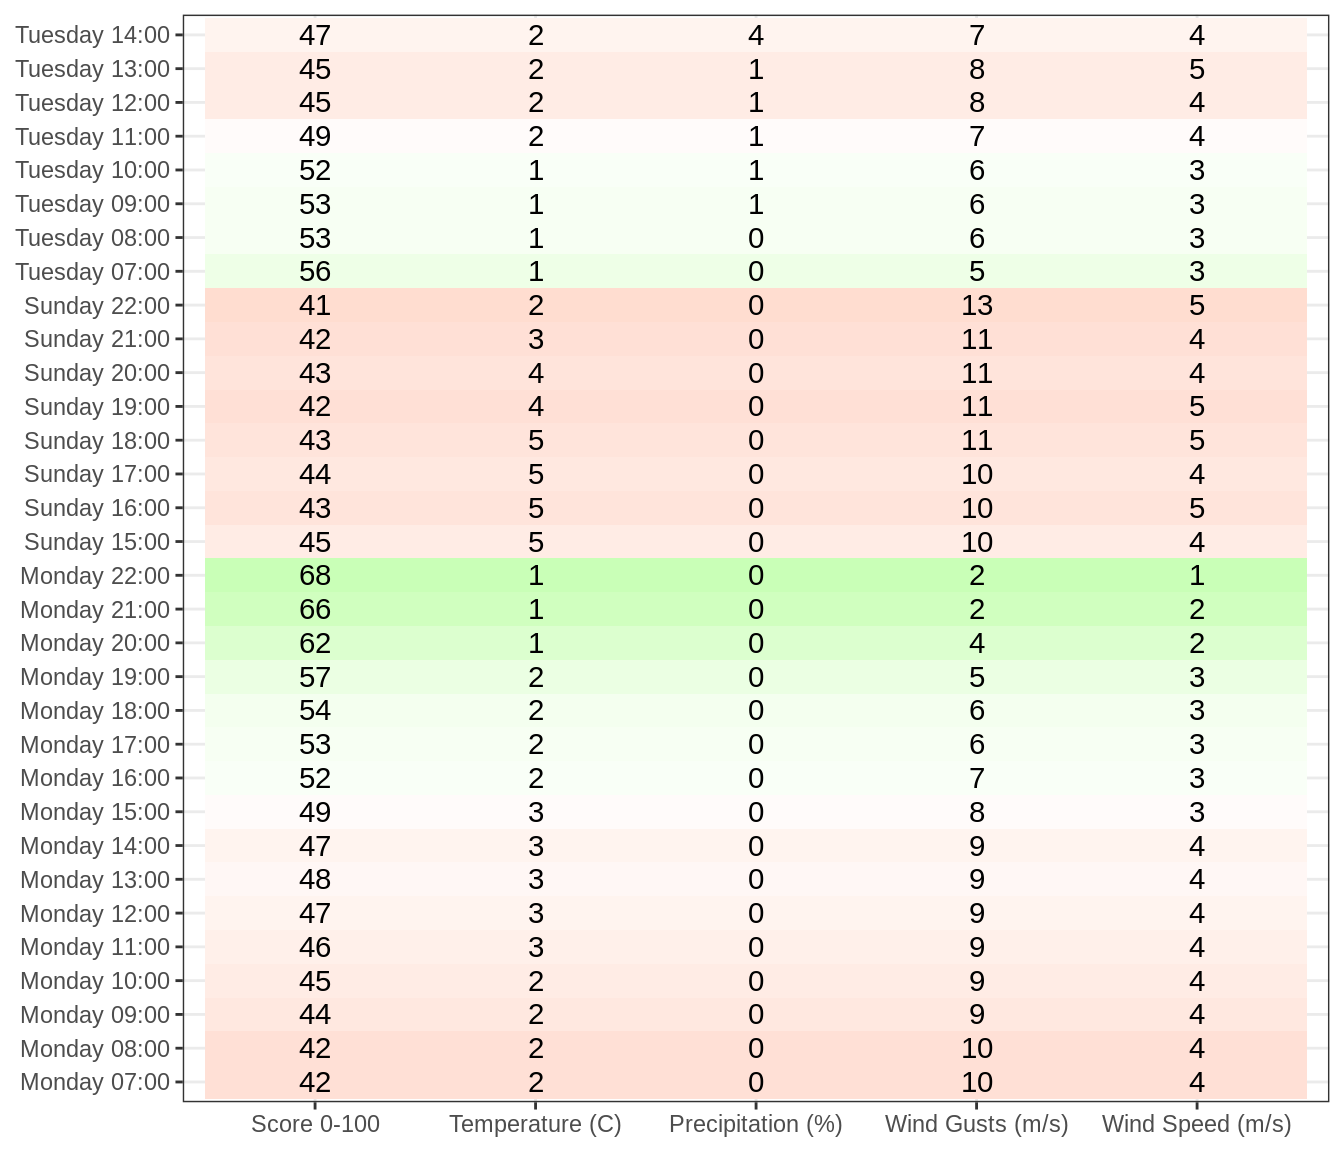 Tuesday 14:00 47 2 4 7 4
Tuesday 13:00 45 2 1 8 5
Tuesday 12:00 45 2 1 8 4
Tuesday 11:00 49 2 1 7 4
Tuesday 10:00 52 1 1 6 3
Tuesday 09:00 53 1 1 6 3
Tuesday 08:00 53 1 0 6 3
Tuesday 07:00 56 1 0 5 3
Sunday 22:00 41 2 0 13 5
Sunday 21:00 42 3 0 11 4
Sunday 20:00 43 4 0 11 4
Sunday 19:00 42 4 0 11 5
Sunday 18:00 43 5 0 11 5
Sunday 17:00 44 5 0 10 4
Sunday 16:00 43 5 0 10 5
Sunday 15:00 45 5 0 10 4
Monday 22:00 68 1 0 2 1
Monday 21:00 66 1 0 2 2
Monday 20:00 62 1 0 4 2
Monday 19:00 57 2 0 5 3
Monday 18:00 54 2 0 6 3
Monday 17:00 53 2 0 6 3
Monday 16:00 52 2 0 7 3
Monday 15:00 49 3 0 8 3
Monday 14:00 47 3 0 9 4
Monday 13:00 48 3 0 9 4
Monday 12:00 47 3 0 9 4
Monday 11:00 46 3 0 9 4
Monday 10:00 45 2 0 9 4
Monday 09:00 44 2 0 9 4
Monday 08:00 42 2 0 10 4
Monday 07:00 42 2 0 10 4
Score 0-100 Temperature (C) Precipitation (%) Wind Gusts (m/s) Wind Speed (m/s)